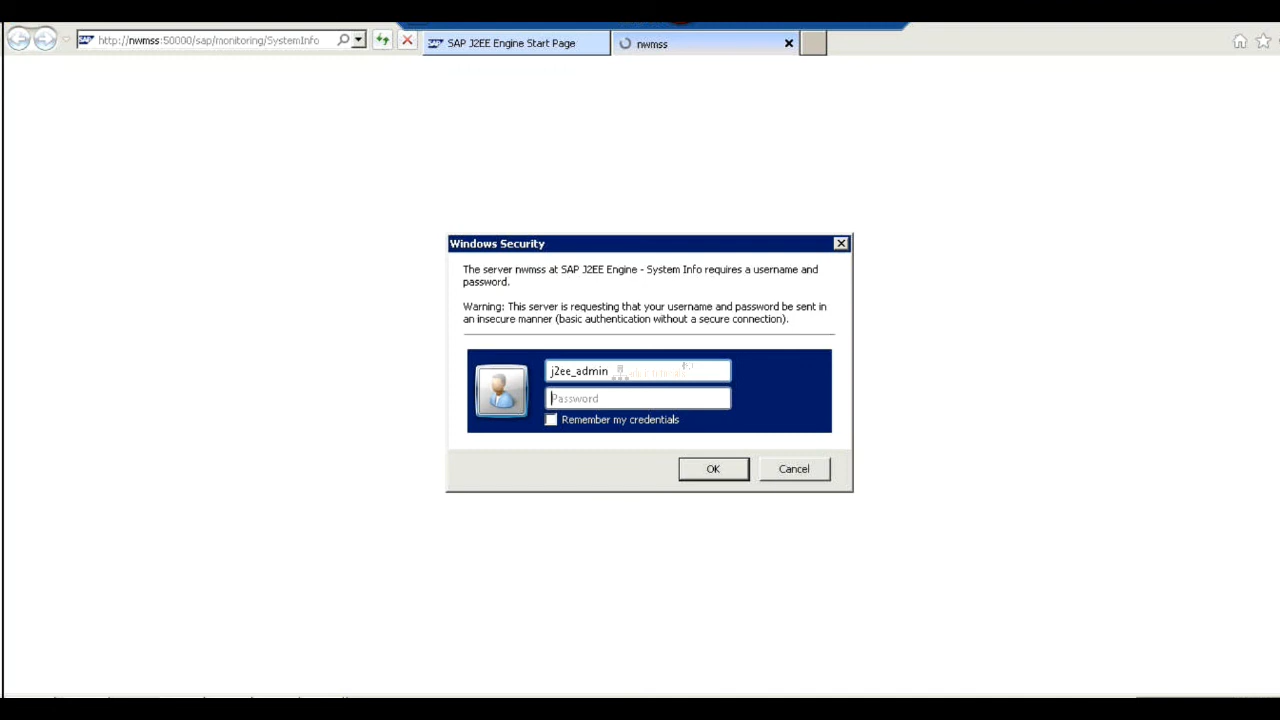 http://nwmss:50000/sap/monitoring/SystemInfo
SAP J2EE Engine Start Page
nwmss
Windows Security
The server nwmss at SAP J2EE Engine - System Info requires a username and
password.
Warning: This server is requesting that your username and password be sent in
an insecure manner (basic authentication without a secure connection).
j2ee_admin
Password
Remember my credentials
OK
Cancel